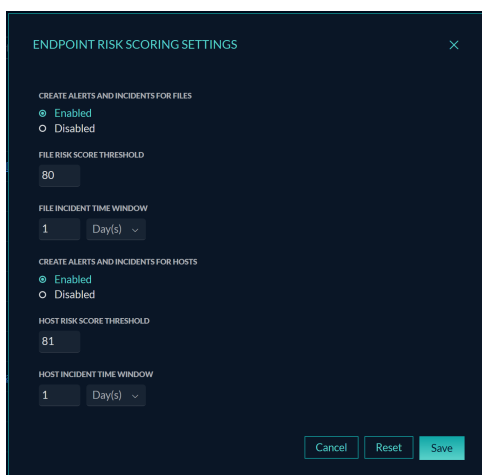 ENDPOINT RISK SCORING SETTINGS
CREATE ALERTS AND INCIDENTS FOR FILES
Enabled
Disabled
FILE RISK SCORE THRESHOLD
80
FILE INCIDENT TIME WINDOW
1 Day(s)
CREATE ALERTS AND INCIDENTS FOR HOSTS
Enabled
Disabled
HOST RISK SCORE THRESHOLD
81
HOST INCIDENT TIME WINDOW
1 Day(s)
Cancel Reset Save